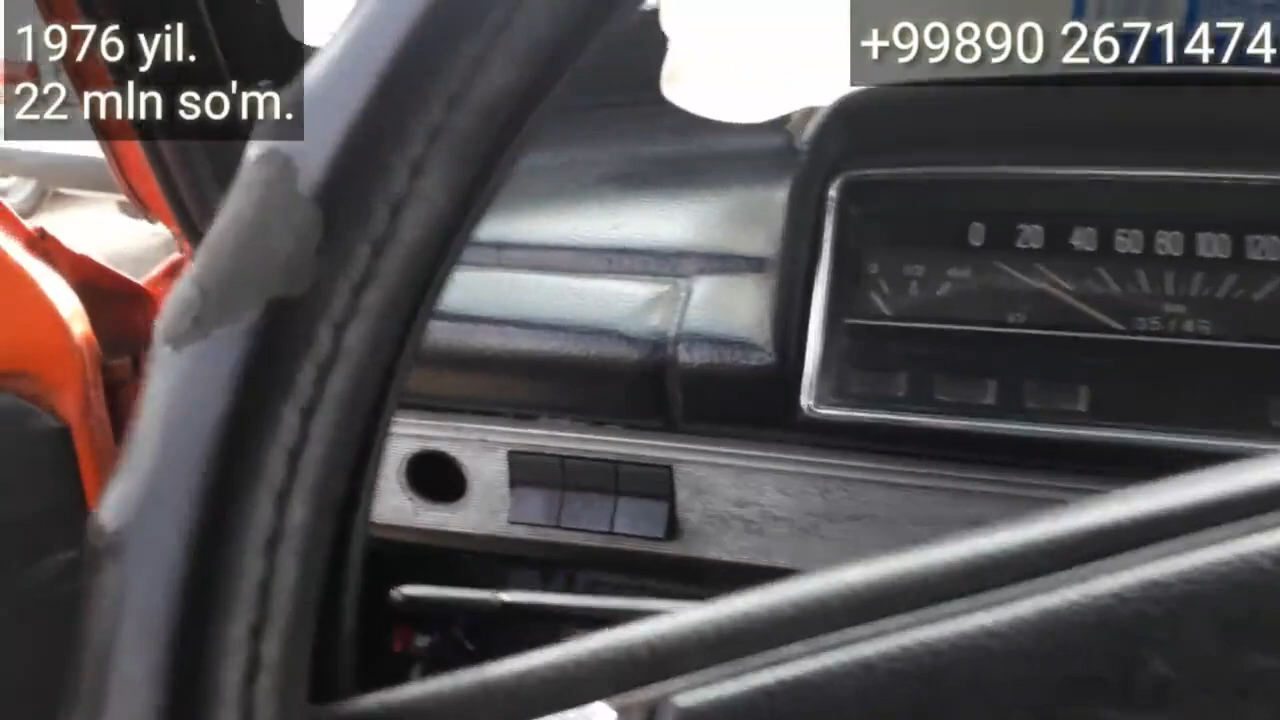 1976 yil.
22 mln so'm.
+99890 2671474
0 20 40 60 80 100 120